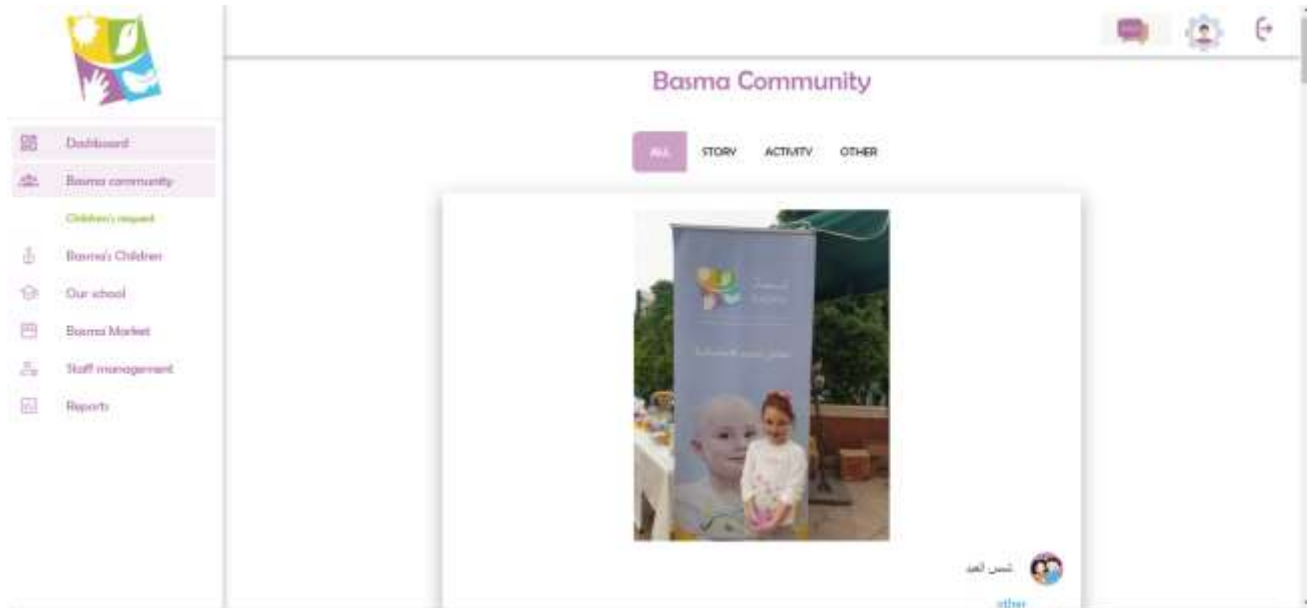 Basma Community
ALL STORY ACTIVITY OTHER
Dashboard
Basma community
Children's request
Basma's Children
Our school
Basma Market
Staff management
Reports
بسمة
other